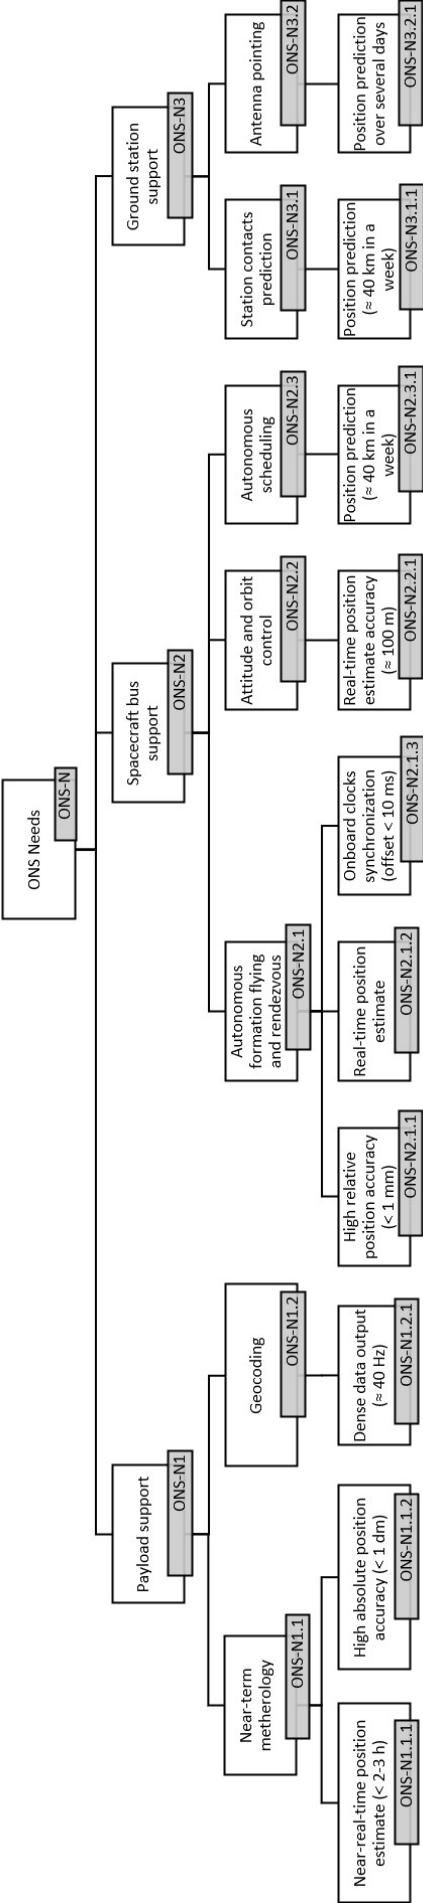 ONS Needs
ONS-N
Payload support
ONS-N1
Spacecraft bus
support
ONS-N2
Ground station
support
ONS-N3
Near-term
metherology
ONS-N1.1
Geocoding
ONS-N1.2
Autonomous
formation flying
and rendezvous
ONS-N2.1
Attitude and orbit
control
ONS-N2.2
Autonomous
scheduling
ONS-N2.3
Station contacts
prediction
ONS-N3.1
Antenna pointing
ONS-N3.2
Near-real-time position
estimate (< 2-3 h)
ONS-N1.1.1
High absolute position
accuracy (< 1 dm)
ONS-N1.1.2
Dense data output
(≈ 40 Hz)
ONS-N1.2.1
High relative
position accuracy
(< 1 mm)
ONS-N2.1.1
Real-time position
estimate
ONS-N2.1.2
Onboard clocks
synchronization
(offset < 10 ms)
ONS-N2.1.3
Real-time position
estimate accuracy
(≈ 100 m)
ONS-N2.2.1
Position prediction
(≈ 40 km in a
week)
ONS-N2.3.1
Position prediction
(≈ 40 km in a
week)
ONS-N3.1.1
Position prediction
over several days
ONS-N3.2.1